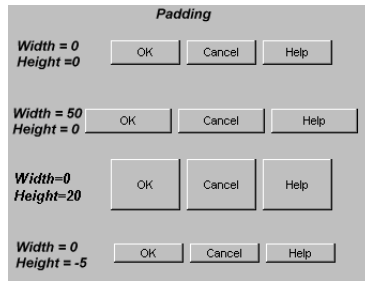 Padding
Width = 0
Height =0
OK Cancel Help
Width = 50
Height = 0
OK Cancel Help
Width=0
Height=20
OK Cancel Help
Width = 0
Height = -5
OK Cancel Help